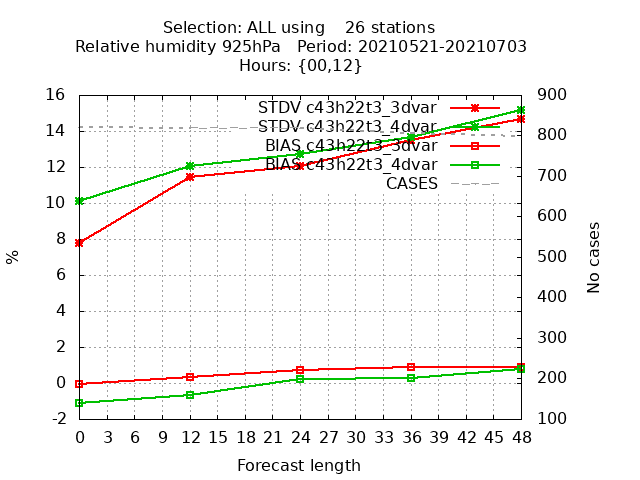 Selection: ALL using    26 stations
Relative humidity 925hPa   Period: 20210521-20210703
Hours: {00,12}
STDV c43h22t3_3dvar
STDV c43h22t3_4dvar
BIAS c43h22t3_3dvar
BIAS c43h22t3_4dvar
CASES
16
14
12
10
8
6
4
2
0
-2
%
900
800
700
600
500
400
300
200
100
No cases
0 3 6 9 12 15 18 21 24 27 30 33 36 39 42 45 48
Forecast length